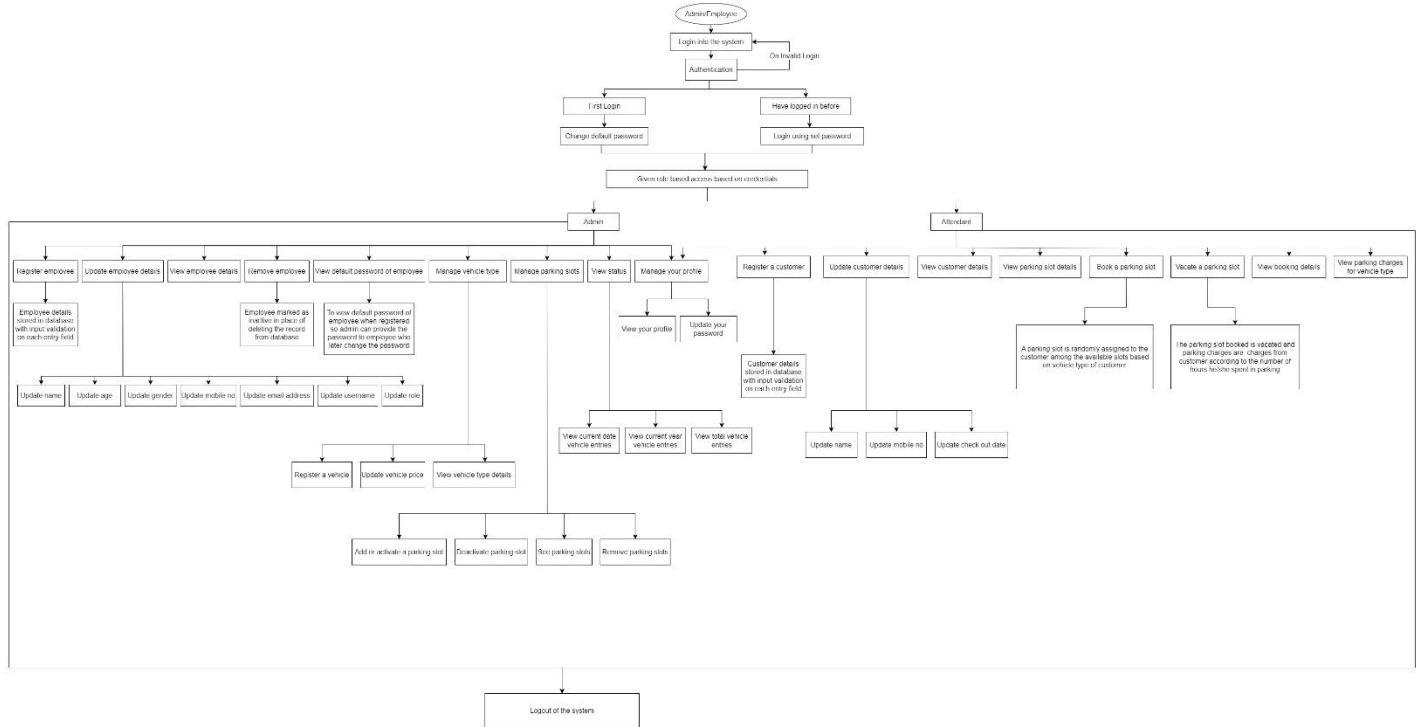 Admin/Employee
Login into the system
On Invalid Login
Authentication
First Login
Have logged in before
Change default password
Login using set password
Given role based access based on credentials
Admin
Attendant
Register employee
Update employee details
View employee details
Remove employee
View default password of employee
Manage vehicle type
Manage parking slots
View status
Manage your profile
Register a customer
Update customer details
View customer details
View parking slot details
Book a parking slot
Vacate a parking slot
View booking details
View parking charges
for vehicle type
Employee details
stored in database
with input validation
on each entry field
Employee marked as
inactive in place of
deleting the record
from database
To view default password of
employee when registered
so admin can provide the
password to employee who
later change the password
View your profile
Update your
password
Customer details
stored in database
with input validation
on each entry field
A parking slot is randomly assigned to the
customer among the available slots based
on vehicle type of customer
The parking slot booked is vacated and
parking charges are charges from
customer according to the number of
hours he/she spent in parking
Update name
Update age
Update gender
Update mobile no
Update email address
Update username
Update role
View current date
vehicle entries
View current year
vehicle entries
View total vehicle
entries
Update name
Update mobile no
Update check out date
Register a vehicle
Update vehicle price
View vehicle type details
Add or activate a parking slot
Deactivate parking slot
See parking slots
Remove parking slots
Logout of the system